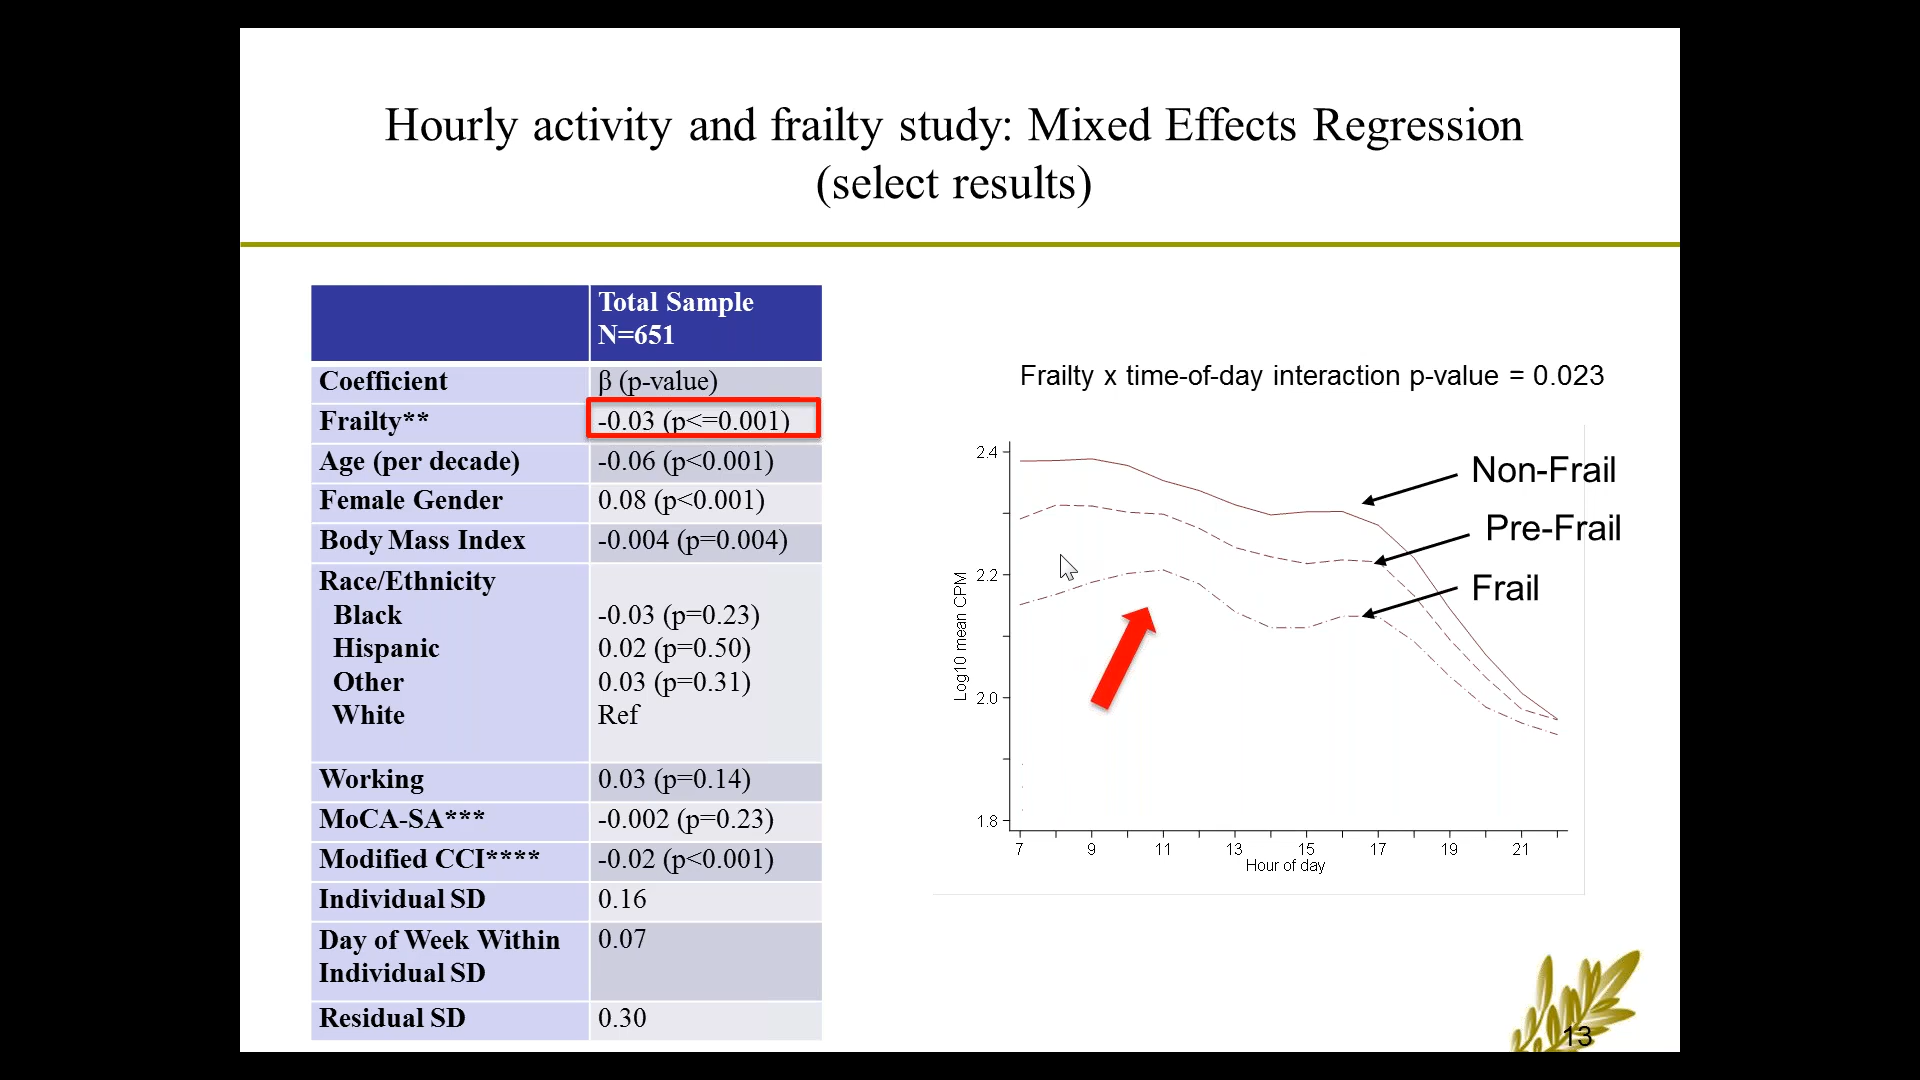 Hourly activity and frailty study: Mixed Effects Regression
(select results)
Total Sample
N=651
Coefficient β (p-value)
Frailty** -0.03 (p<=0.001)
Age (per decade) -0.06 (p<0.001)
Female Gender 0.08 (p<0.001)
Body Mass Index -0.004 (p=0.004)
Race/Ethnicity
Black -0.03 (p=0.23)
Hispanic 0.02 (p=0.50)
Other 0.03 (p=0.31)
White Ref
Working 0.03 (p=0.14)
MoCA-SA*** -0.002 (p=0.23)
Modified CCI**** -0.02 (p<0.001)
Individual SD 0.16
Day of Week Within 0.07
Individual SD
Residual SD 0.30
Frailty x time-of-day interaction p-value = 0.023
2.4
2.2
2.0
1.8
Log10 mean CPM
Non-Frail
Pre-Frail
Frail
7 9 11 13 15 17 19 21
Hour of day
13